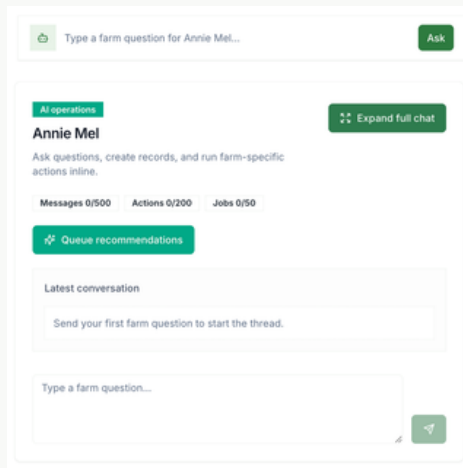 Type a farm question for Annie Mel...
Ask
AI operations
Annie Mel
Expand full chat
Ask questions, create records, and run farm-specific
actions inline.
Messages 0/500
Actions 0/200
Jobs 0/50
Queue recommendations
Latest conversation
Send your first farm question to start the thread.
Type a farm question...